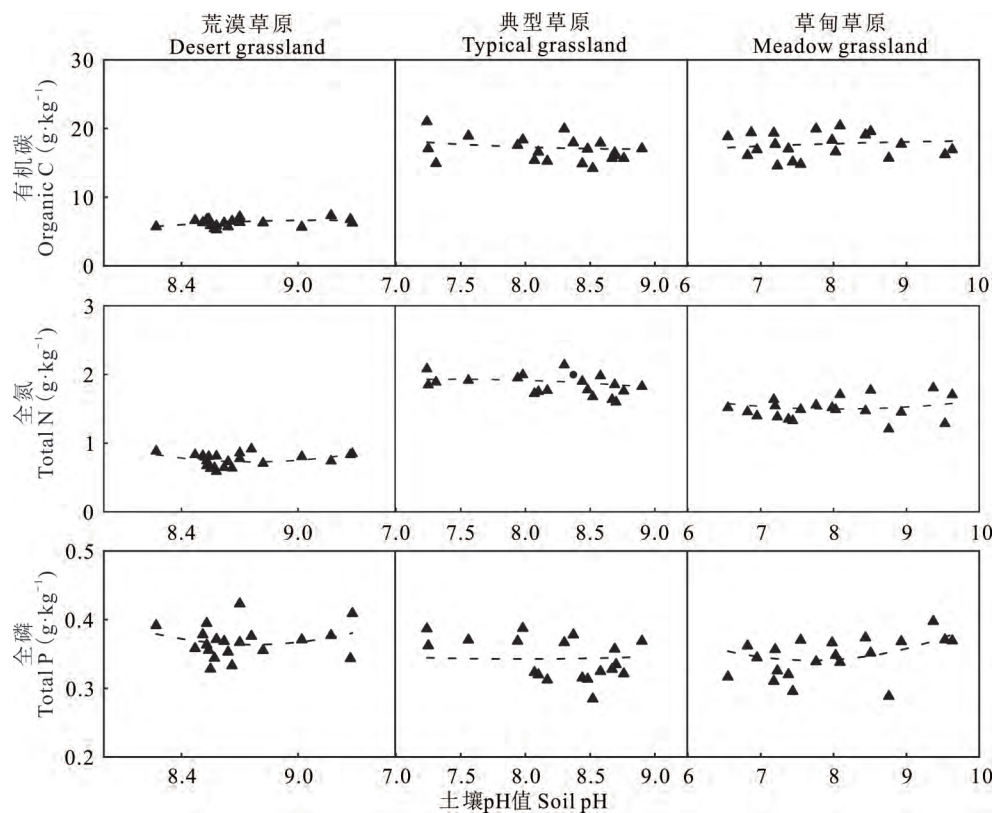 荒漠草原 典型草原 草甸草原
Desert grassland Typical grassland Meadow grassland
30
20
10
0
有机碳
Organic C (g·kg⁻¹)
8.4 9.0 7.0 7.5 8.0 8.5 9.0 6 7 8 9 10
3
2
1
0
全氮
Total N (g·kg⁻¹)
8.4 9.0 7.0 7.5 8.0 8.5 9.0 6 7 8 9 10
0.5
0.4
0.3
0.2
全磷
Total P (g·kg⁻¹)
8.4 9.0 7.0 7.5 8.0 8.5 9.0 6 7 8 9 10
土壤pH值 Soil pH